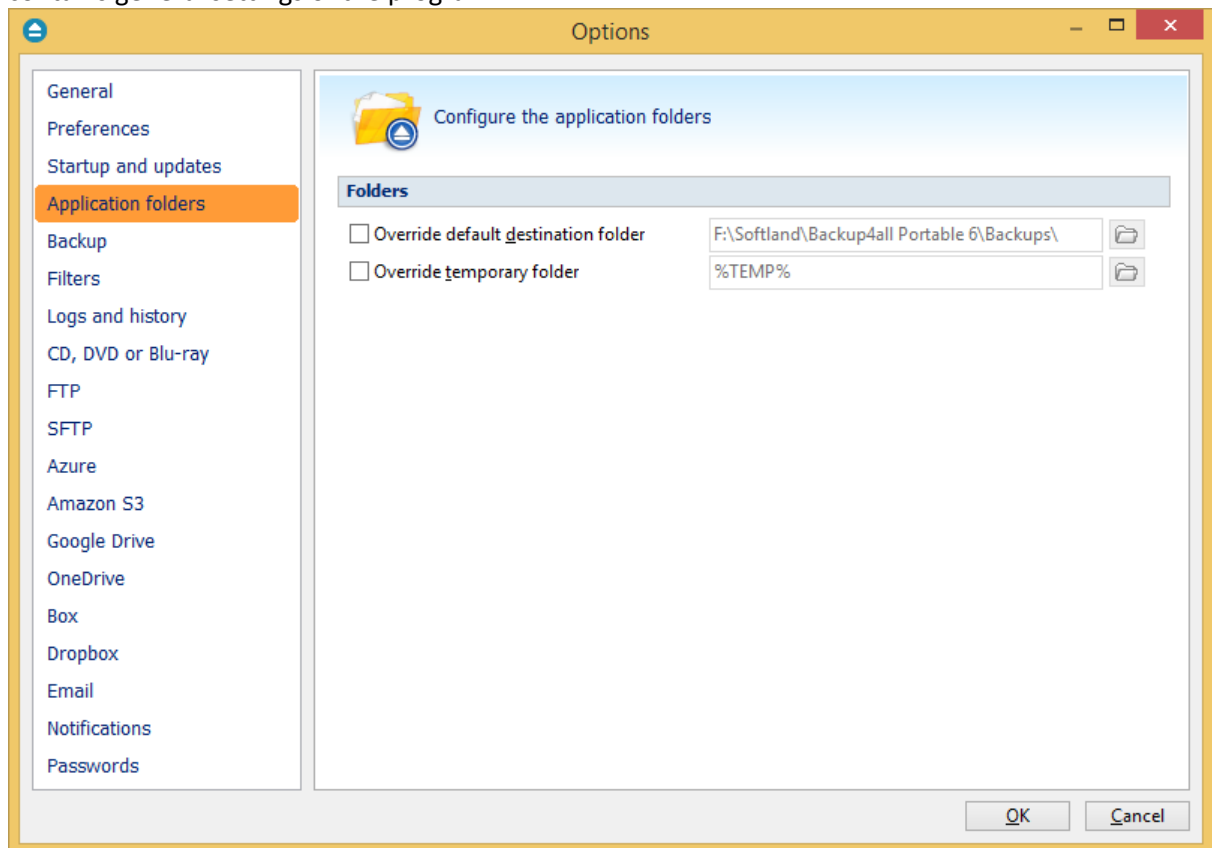 Options
General
Preferences
Startup and updates
Application folders
Backup
Filters
Logs and history
CD, DVD or Blu-ray
FTP
SFTP
Azure
Amazon S3
Google Drive
OneDrive
Box
Dropbox
Email
Notifications
Passwords
Configure the application folders
Folders
Override default destination folder F:\Softland\Backup4all Portable 6\Backups\
Override temporary folder %TEMP%
OK Cancel